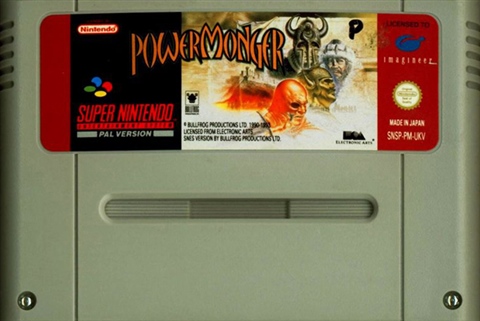 Nintendo
POWERMONGER
P
LICENSED TO
imagineer
SUPER NINTENDO
ENTERTAINMENT SYSTEM
PAL VERSION
BULLFROG
© BULLFROG PRODUCTIONS LTD. 1990-1993
LICENSED FROM ELECTRONIC ARTS
SNES VERSION BY BULLFROG PRODUCTIONS LTD.
ELECTRONIC ARTS
MADE IN JAPAN
SNSP-PM-UKV